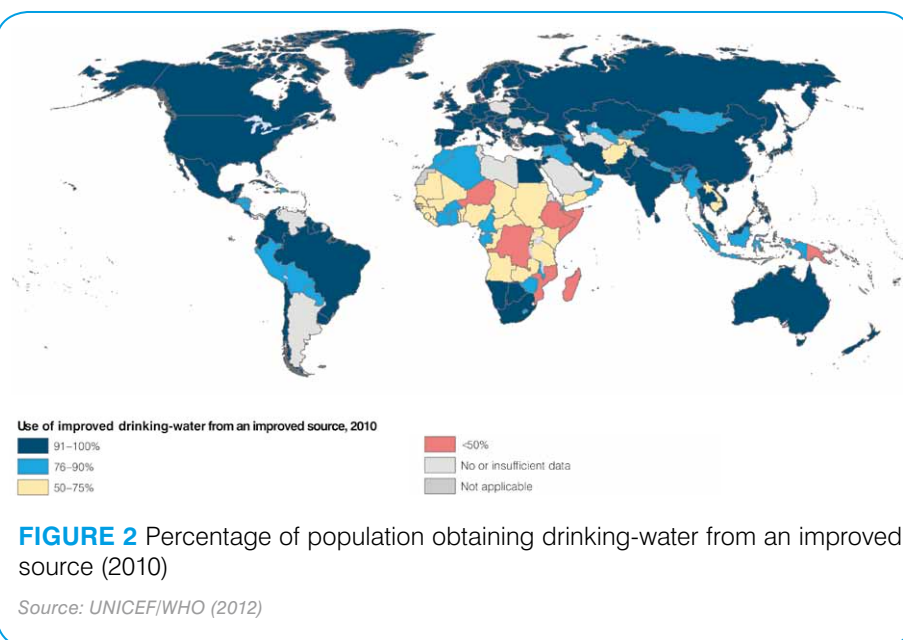 Use of improved drinking-water from an improved source, 2010
91–100%
76–90%
50–75%
<50%
No or insufficient data
Not applicable
FIGURE 2 Percentage of population obtaining drinking-water from an improved
source (2010)
Source: UNICEF/WHO (2012)